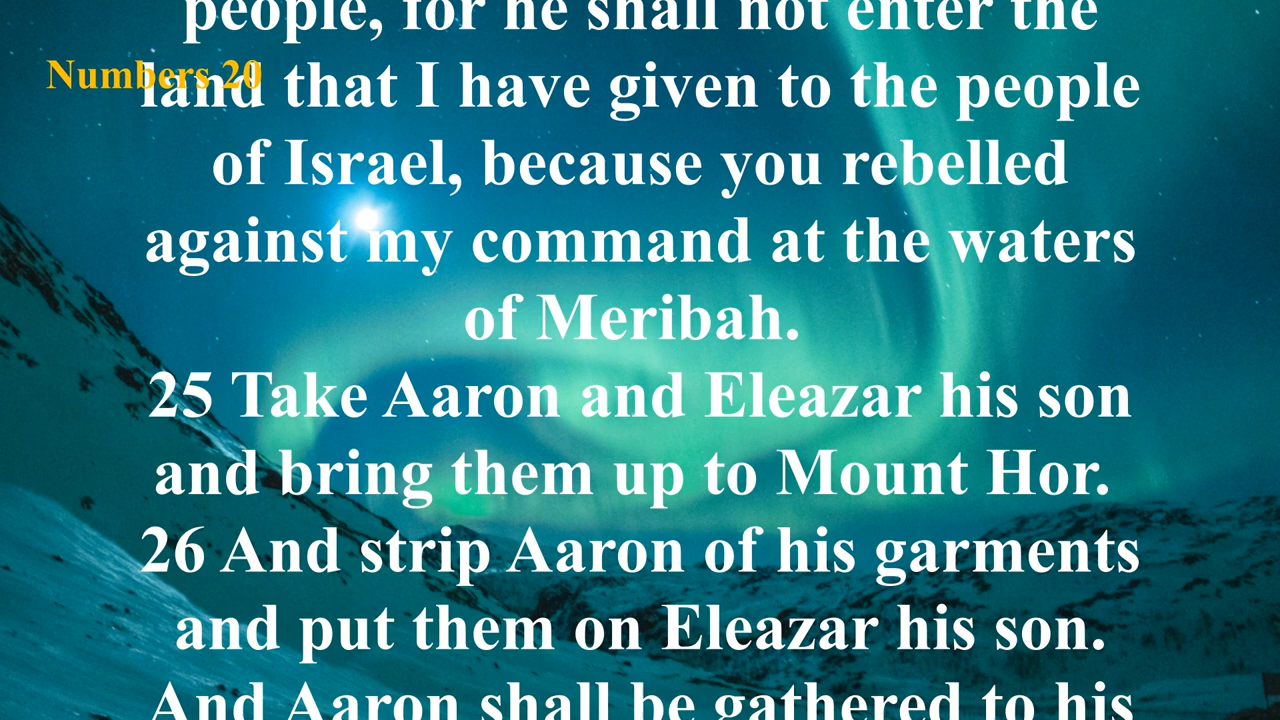 people, for he shall not enter the
Numbers 20
land that I have given to the people
of Israel, because you rebelled
against my command at the waters
of Meribah.
25 Take Aaron and Eleazar his son
and bring them up to Mount Hor.
26 And strip Aaron of his garments
and put them on Eleazar his son.
And Aaron shall be gathered to his